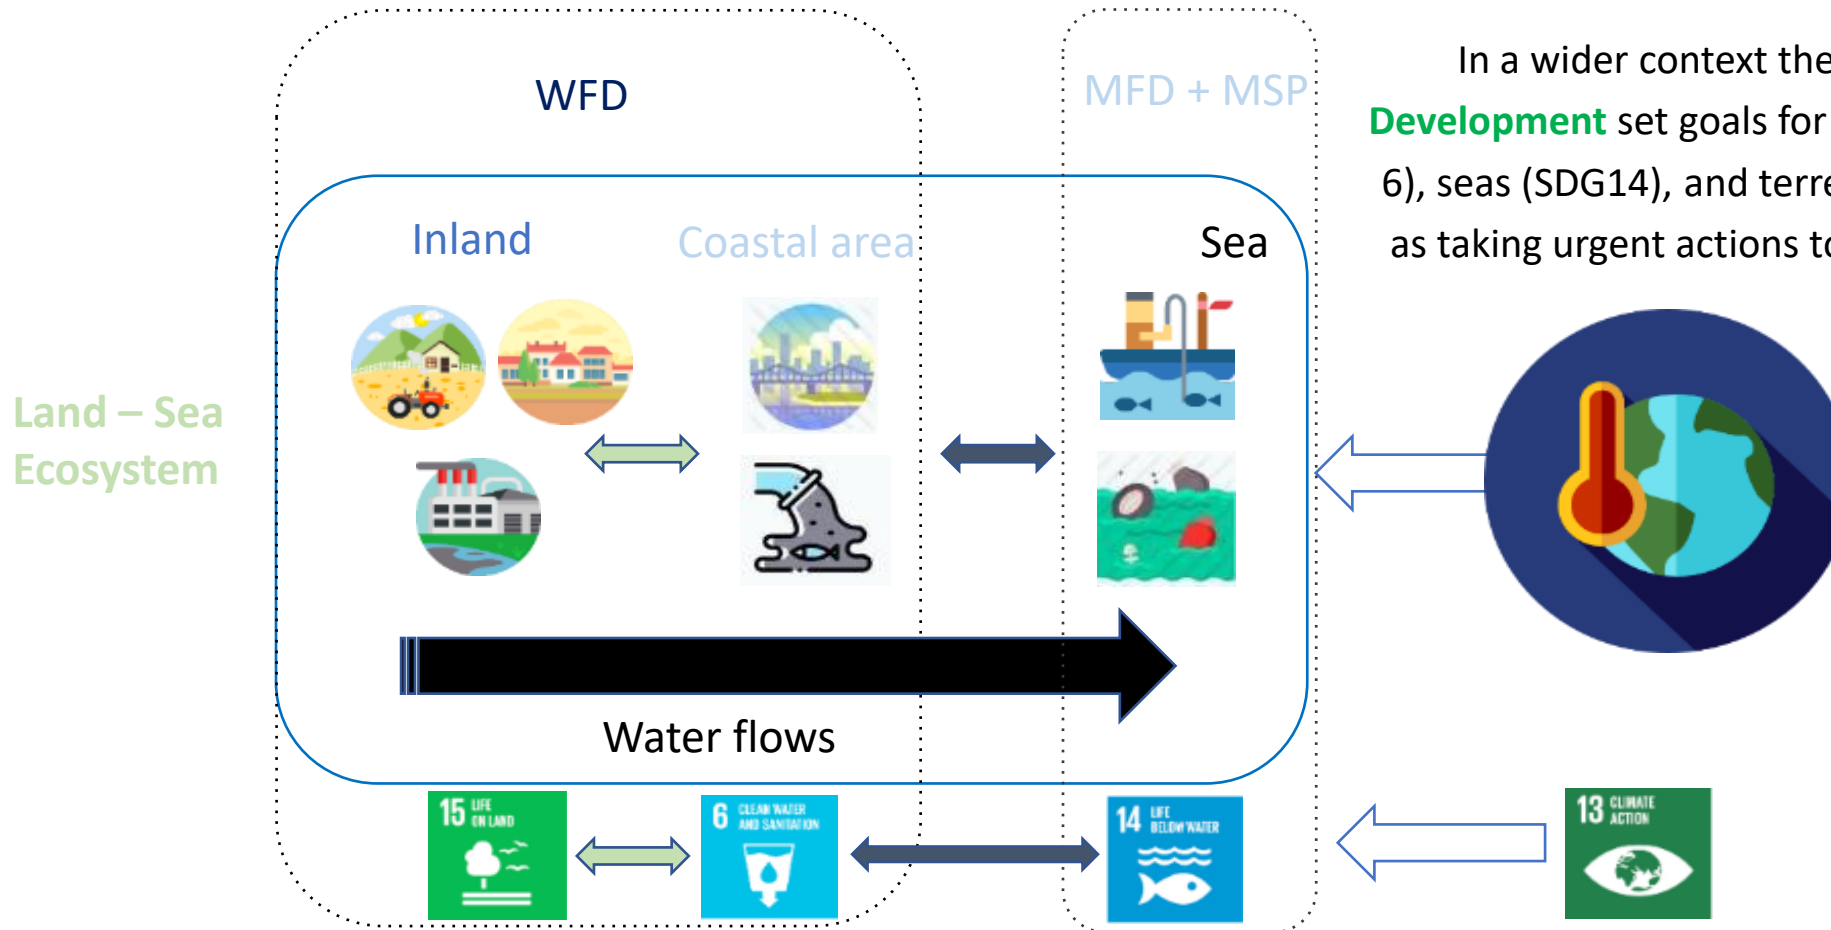 WFD
MFD + MSP
In a wider context the
Development set goals for
6), seas (SDG14), and terre
as taking urgent actions to
Inland
Coastal area
Sea
Land – Sea
Ecosystem
Water flows
15 LIFE
ON LAND
6 CLEAN WATER
AND SANITATION
14 LIFE
BELOW WATER
13 CLIMATE
ACTION